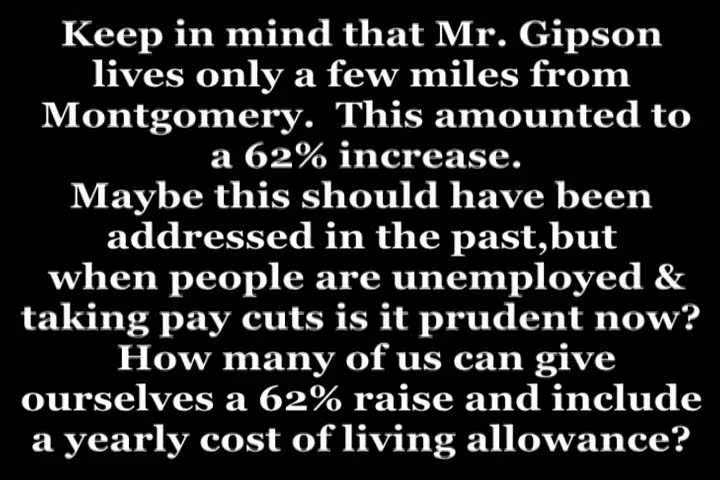 Keep in mind that Mr. Gipson
lives only a few miles from
Montgomery.  This amounted to
a 62% increase.
Maybe this should have been
addressed in the past,but
when people are unemployed &
taking pay cuts is it prudent now?
How many of us can give
ourselves a 62% raise and include
a yearly cost of living allowance?